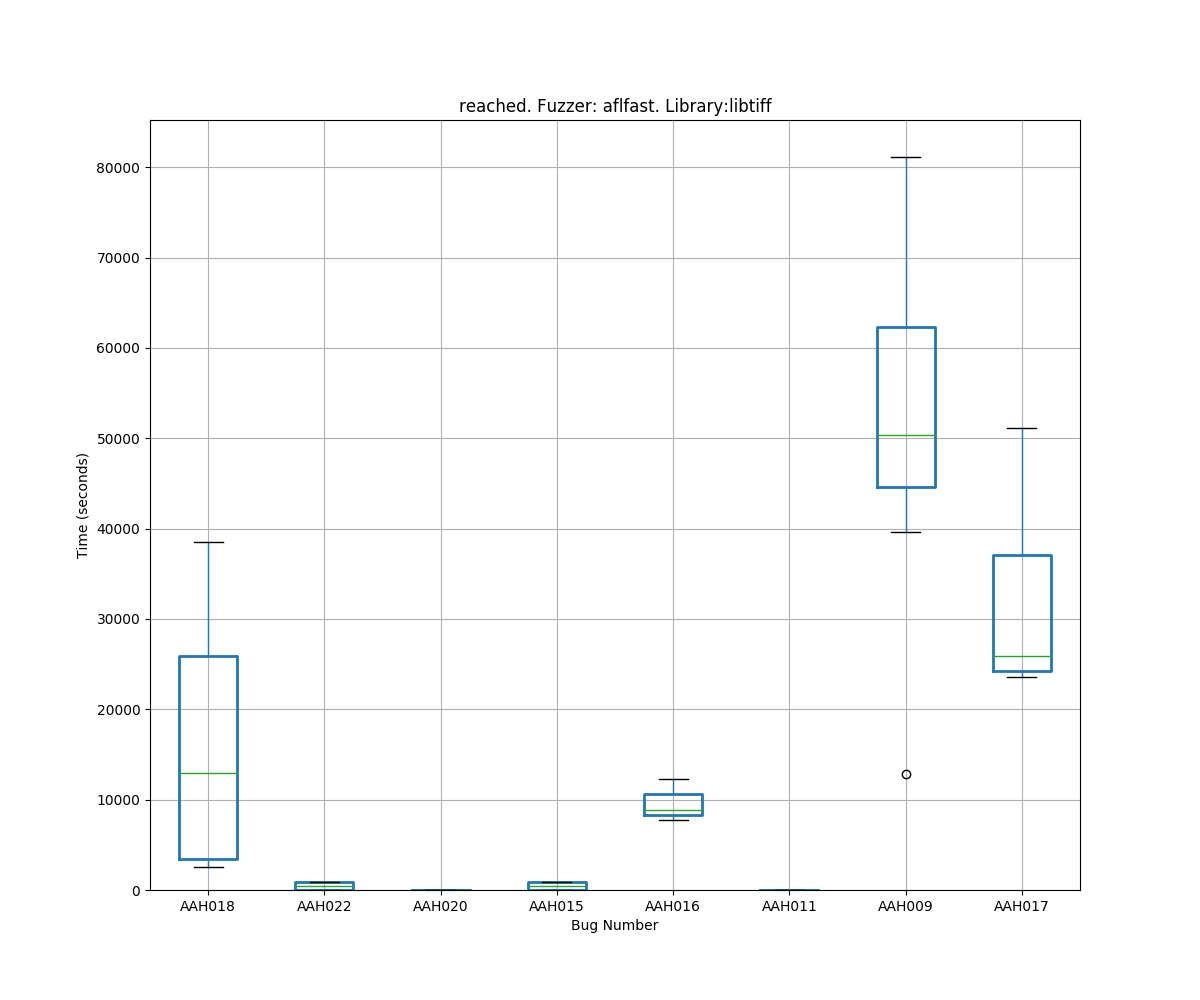 reached. Fuzzer: aflfast. Library:libtiff
80000
70000
60000
50000
40000
30000
20000
10000
0
Time (seconds)
AAH018 AAH022 AAH020 AAH015 AAH016 AAH011 AAH009 AAH017
Bug Number